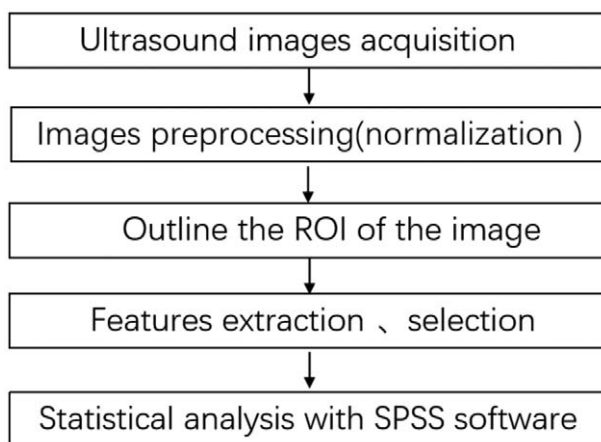 Ultrasound images acquisition
Images preprocessing(normalization )
Outline the ROI of the image
Features extraction 、selection
Statistical analysis with SPSS software